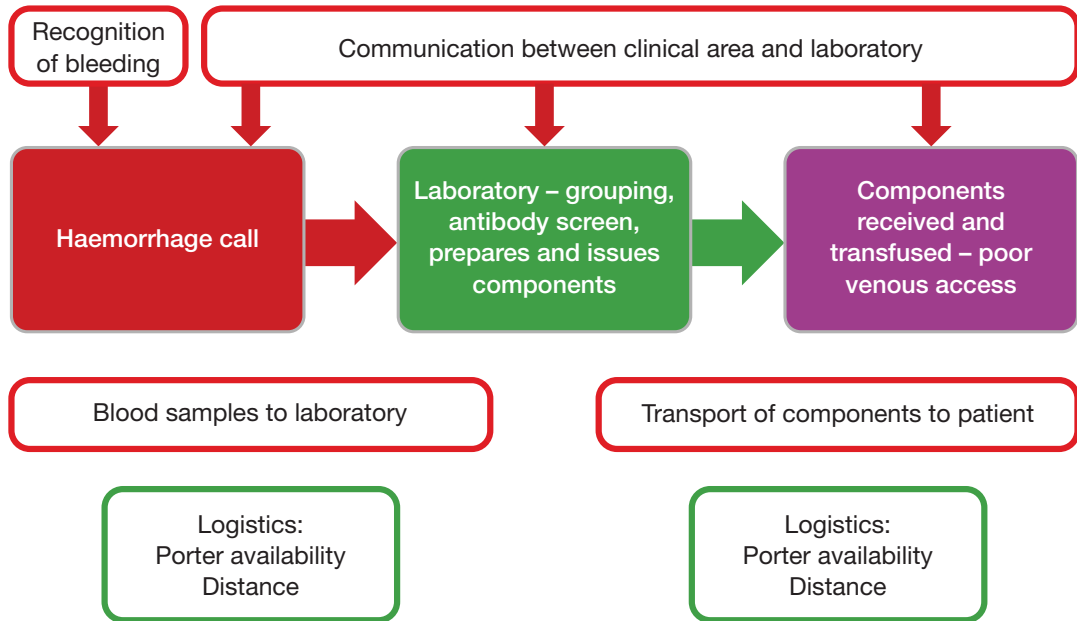 Recognition
of bleeding
Communication between clinical area and laboratory
Haemorrhage call
Laboratory – grouping,
antibody screen,
prepares and issues
components
Components
received and
transfused – poor
venous access
Blood samples to laboratory
Transport of components to patient
Logistics:
Porter availability
Distance
Logistics:
Porter availability
Distance